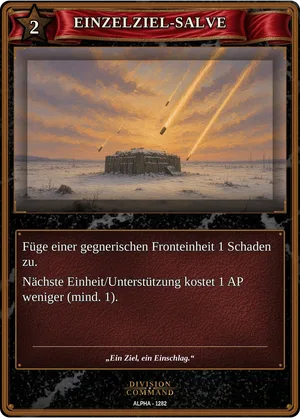 2
EINZELZIEL-SALVE
Füge einer gegnerischen Fronteinheit 1 Schaden
zu.
Nächste Einheit/Unterstützung kostet 1 AP
weniger (mind. 1).
„Ein Ziel, ein Einschlag.“
DIVISION
COMMAND
ALPHA - 1282